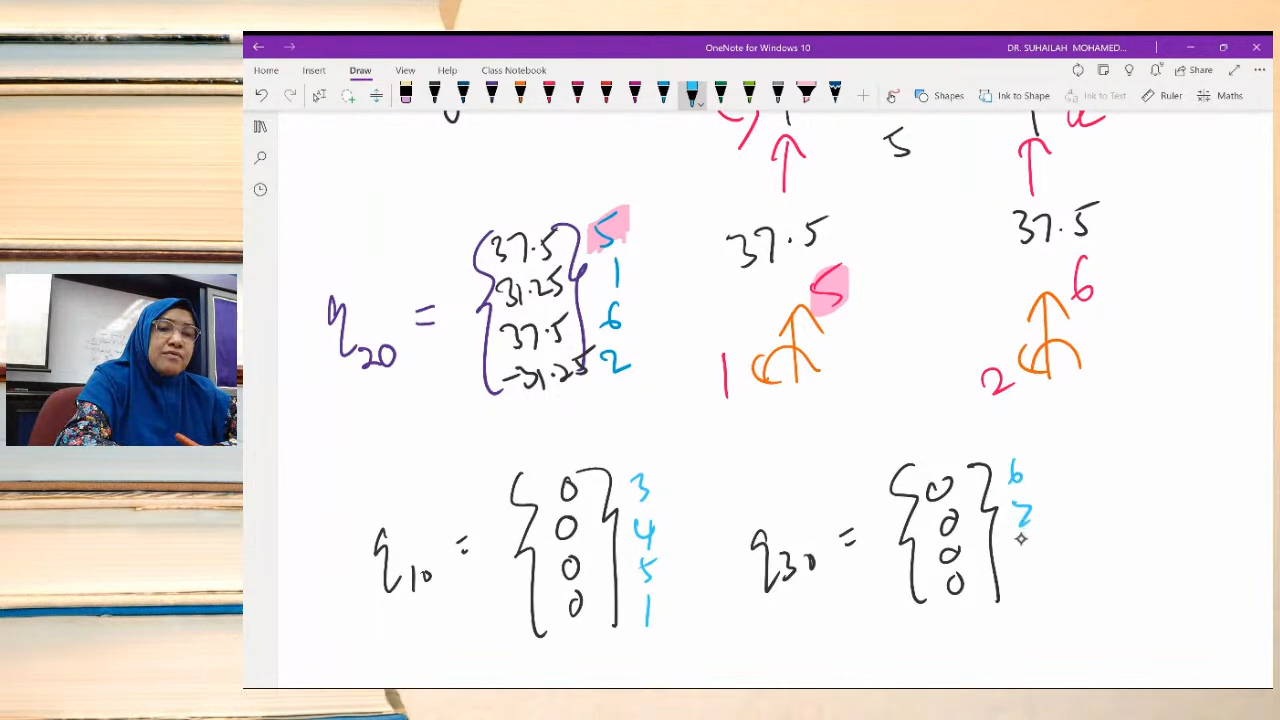 OneNote for Windows 10
DR. SUHAILAH MOHAMED...
Home Insert Draw View Help Class Notebook
Share
Shapes Ink to Shape Ink to Text Ruler Maths
5
q20 = { 37.5 31.25 37.5 -31.25 }
5
1
6
2
37.5
5
1
37.5
6
2
q10 = { 0 0 0 0 }
3
4
5
1
q30 = { 0 0 0 0 }
6
2